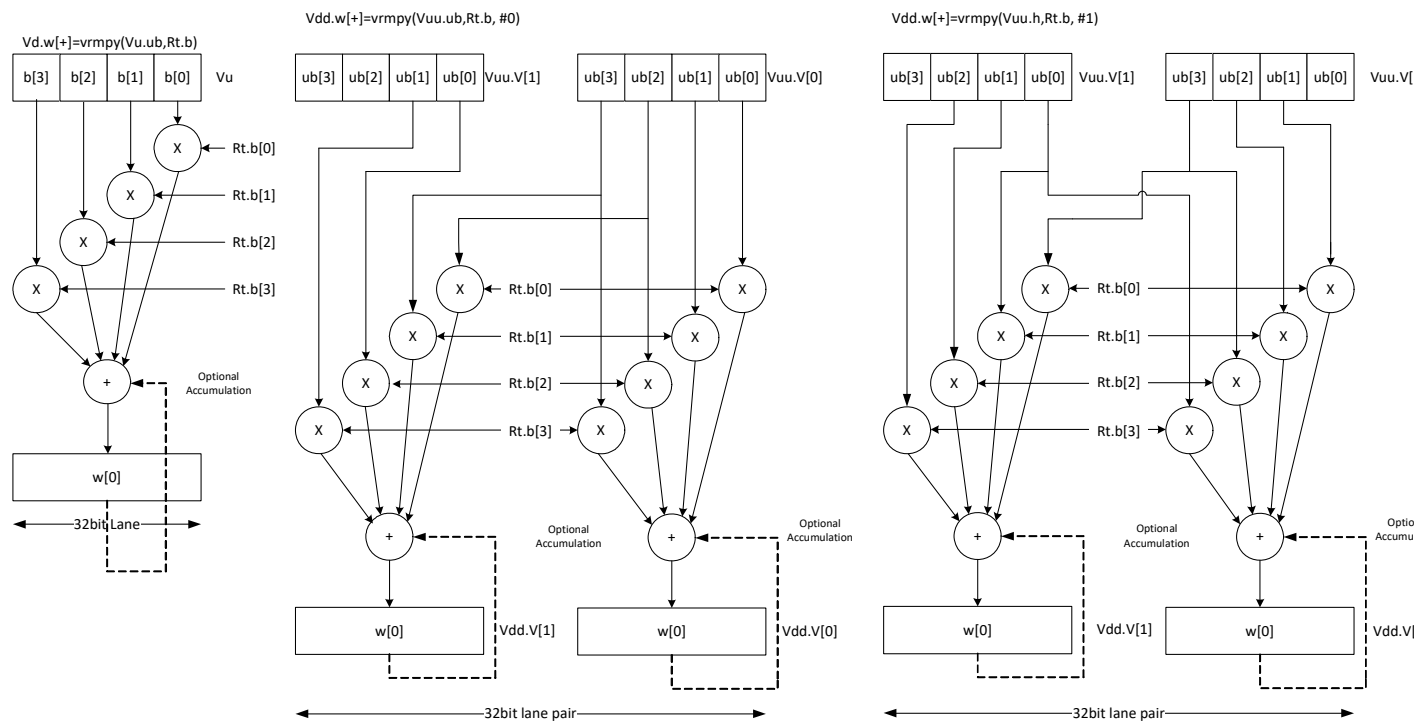 Vd.w[+]=vrmpy(Vu.ub,Rt.b)
b[3] b[2] b[1] b[0] Vu
X Rt.b[0]
X Rt.b[1]
X Rt.b[2]
X Rt.b[3]
+
Optional
Accumulation
w[0]
32bit Lane
Vdd.w[+]=vrmpy(Vuu.ub,Rt.b, #0)
ub[3] ub[2] ub[1] ub[0] Vuu.V[1] ub[3] ub[2] ub[1] ub[0] Vuu.V[0]
X Rt.b[0] X
X Rt.b[1] X
X Rt.b[2] X
X Rt.b[3] X
+ Optional
Accumulation
+ Optional
Accumulation
w[0] Vdd.V[1] w[0] Vdd.V[0]
32bit lane pair
Vdd.w[+]=vrmpy(Vuu.h,Rt.b, #1)
ub[3] ub[2] ub[1] ub[0] Vuu.V[1] ub[3] ub[2] ub[1] ub[0] Vuu.V[
X Rt.b[0] X
X Rt.b[1] X
X Rt.b[2] X
X Rt.b[3] X
+ Optional
Accumulation
+ Optio
Accumu
w[0] Vdd.V[1] w[0] Vdd.V[
32bit lane pair